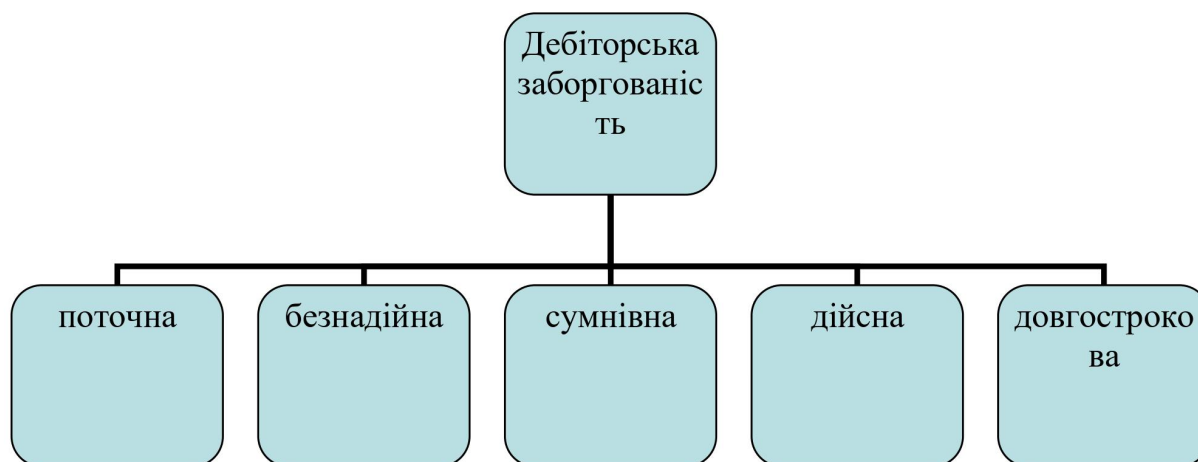 Дебіторська
заборгованіс
ть
поточна
безнадійна
сумнівна
дійсна
довгостроко
ва